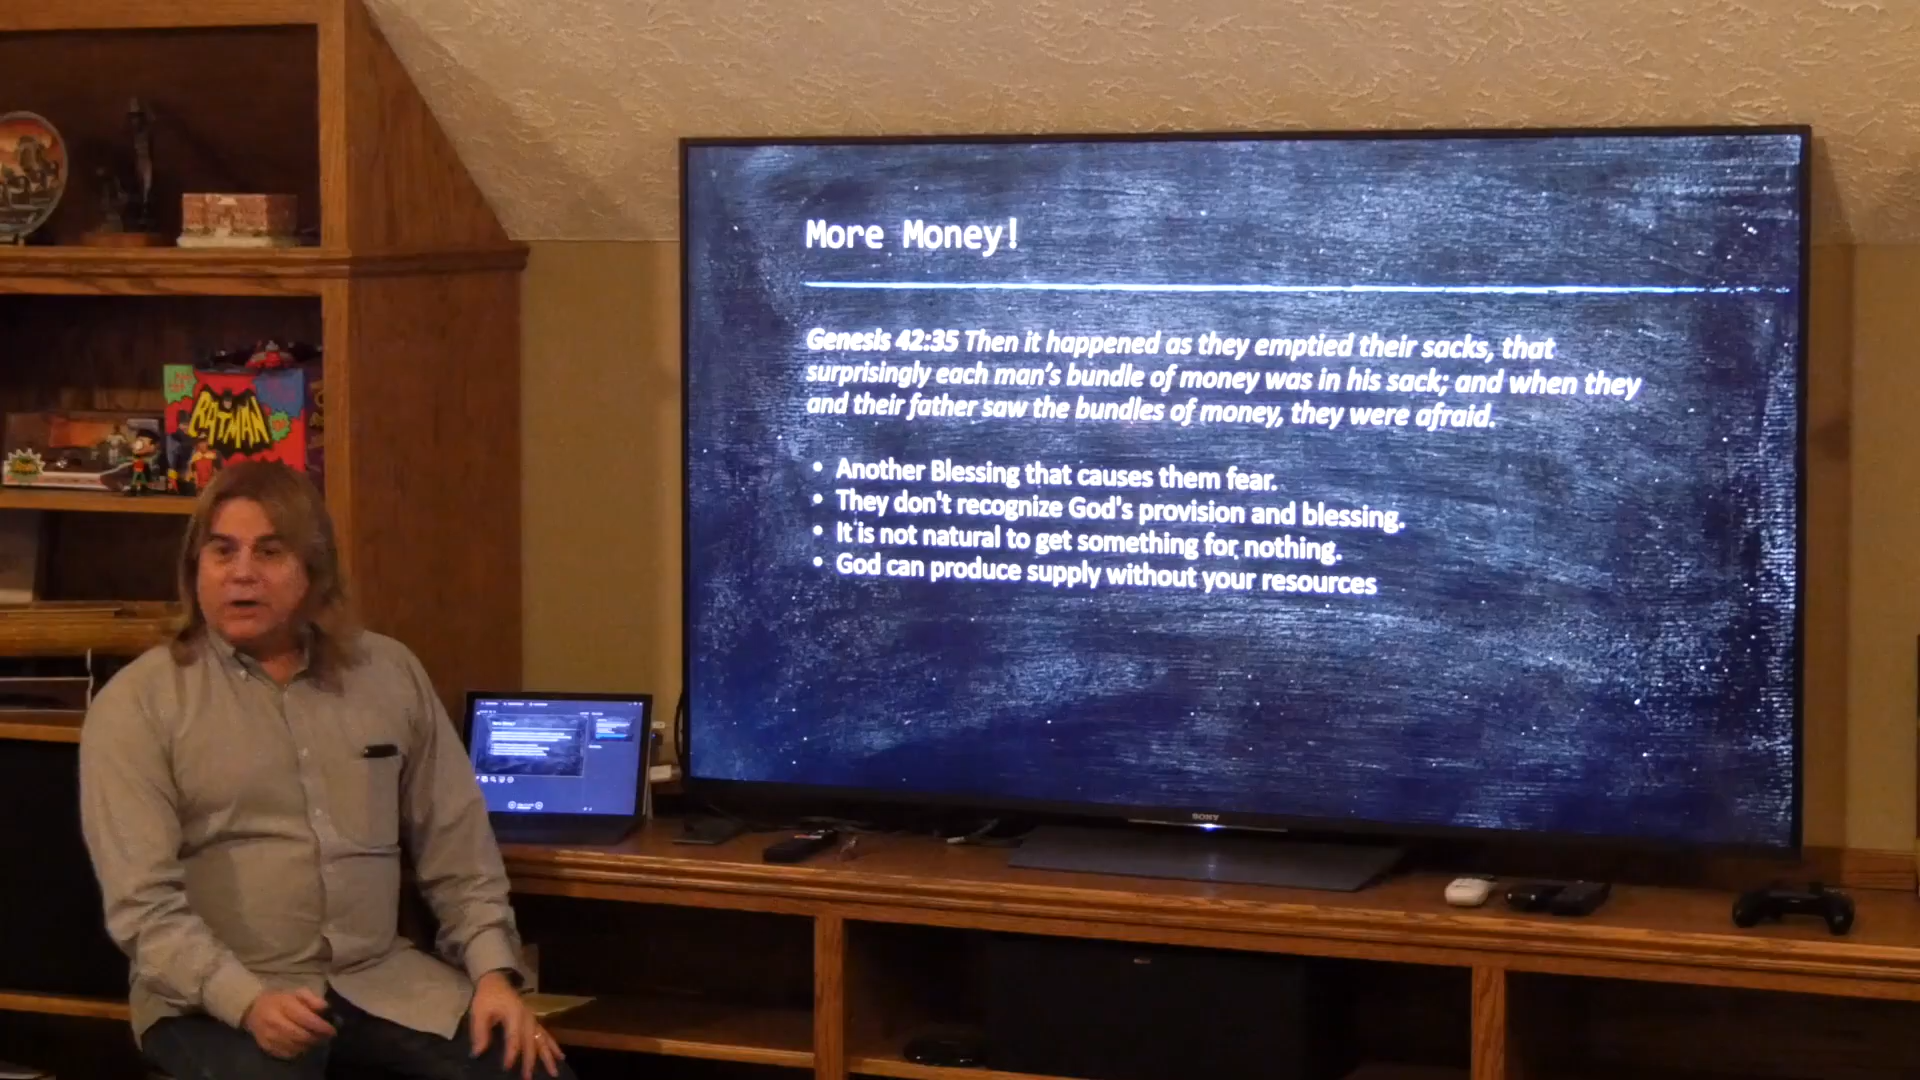 More Money!
Genesis 42:35 Then it happened as they emptied their sacks, that
surprisingly each man's bundle of money was in his sack; and when they
and their father saw the bundles of money, they were afraid.
• Another Blessing that causes them fear.
• They don't recognize God's provision and blessing.
• It is not natural to get something for nothing.
• God can produce supply without your resources
BATMAN
SONY